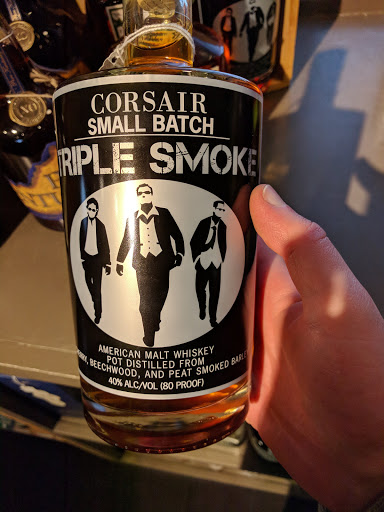 CORSAIR
SMALL BATCH
TRIPLE SMOKE
AMERICAN MALT WHISKEY
POT DISTILLED FROM
BEECHWOOD, AND PEAT SMOKED
40% ALC/VOL (80 PROOF)
XO